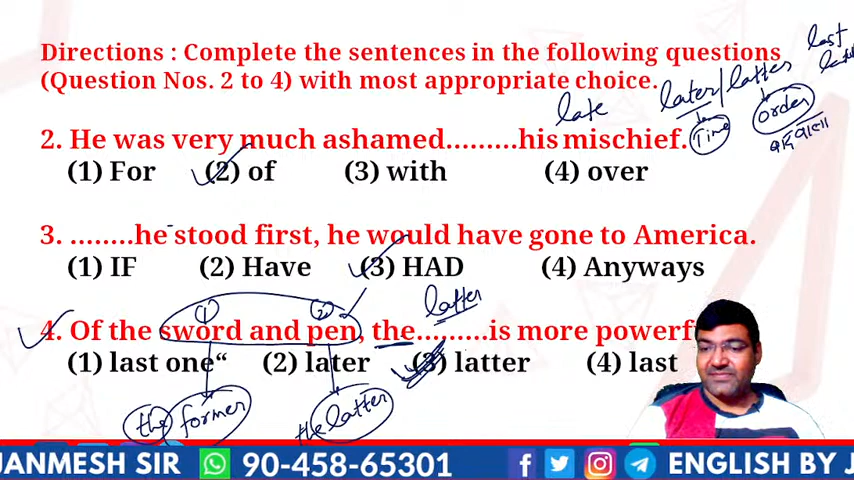 Directions : Complete the sentences in the following questions
(Question Nos. 2 to 4) with most appropriate choice.
last
late
later/latter
Time
order
2. He was very much ashamed.........his mischief.
(1) For (2) of (3) with (4) over
3. ........he stood first, he would have gone to America.
(1) IF (2) Have (3) HAD (4) Anyways
latter
① ②
4. Of the sword and pen, the.........is more powerf
(1) last one“ (2) later (3) latter (4) last
the former
the latter
JANMESH SIR 90-458-65301 ENGLISH BY J